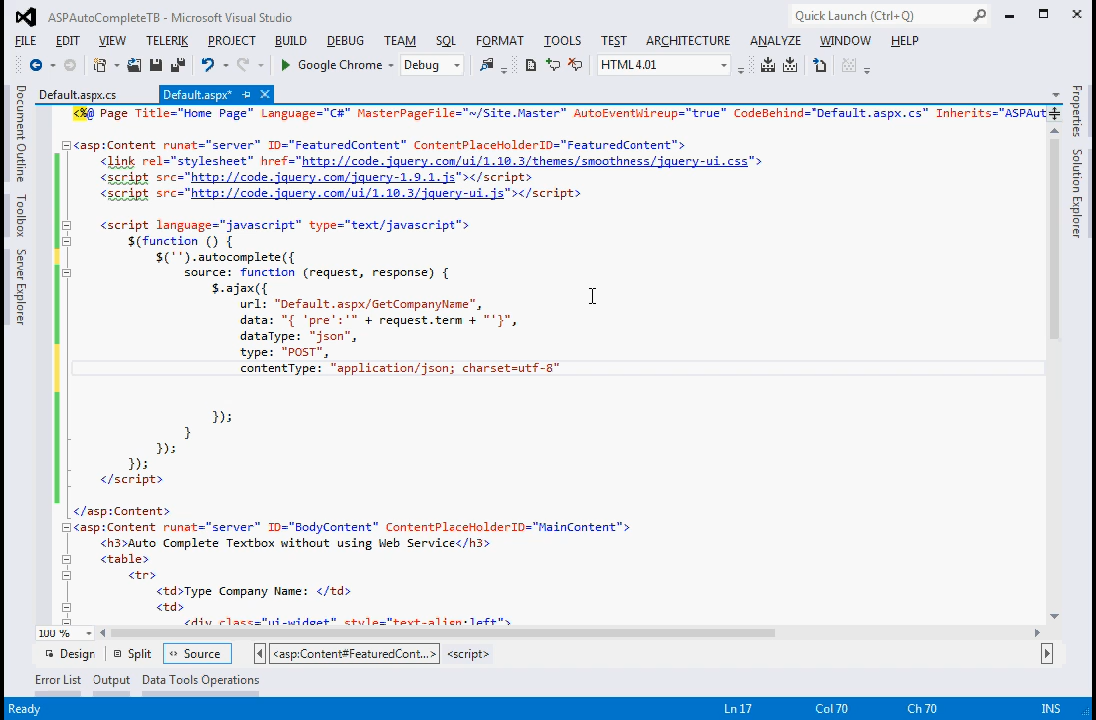 ASPAutoCompleteTB - Microsoft Visual Studio
Quick Launch (Ctrl+Q)
FILE EDIT VIEW TELERIK PROJECT BUILD DEBUG TEAM SQL FORMAT TOOLS TEST ARCHITECTURE ANALYZE WINDOW HELP
Google Chrome Debug HTML 4.01
Document Outline
Toolbox
Server Explorer
Properties
Solution Explorer
Default.aspx.cs Default.aspx*
<%@ Page Title="Home Page" Language="C#" MasterPageFile="~/Site.Master" AutoEventWireup="true" CodeBehind="Default.aspx.cs" Inherits="ASPAut
<asp:Content runat="server" ID="FeaturedContent" ContentPlaceHolderID="FeaturedContent">
<link rel="stylesheet" href="http://code.jquery.com/ui/1.10.3/themes/smoothness/jquery-ui.css">
<script src="http://code.jquery.com/jquery-1.9.1.js"></script>
<script src="http://code.jquery.com/ui/1.10.3/jquery-ui.js"></script>
<script language="javascript" type="text/javascript">
$(function () {
$('').autocomplete({
source: function (request, response) {
$.ajax({
url: "Default.aspx/GetCompanyName",
data: "{ 'pre':'" + request.term + "'}",
dataType: "json",
type: "POST",
contentType: "application/json; charset=utf-8"
});
}
});
});
</script>
</asp:Content>
<asp:Content runat="server" ID="BodyContent" ContentPlaceHolderID="MainContent">
<h3>Auto Complete Textbox without using Web Service</h3>
<table>
<tr>
<td>Type Company Name: </td>
<td>
<div class="ui-widget" style="text-align:left">
100 %
Design Split Source <asp:Content#FeaturedCont...> <script>
Error List Output Data Tools Operations
Ready Ln 17 Col 70 Ch 70 INS